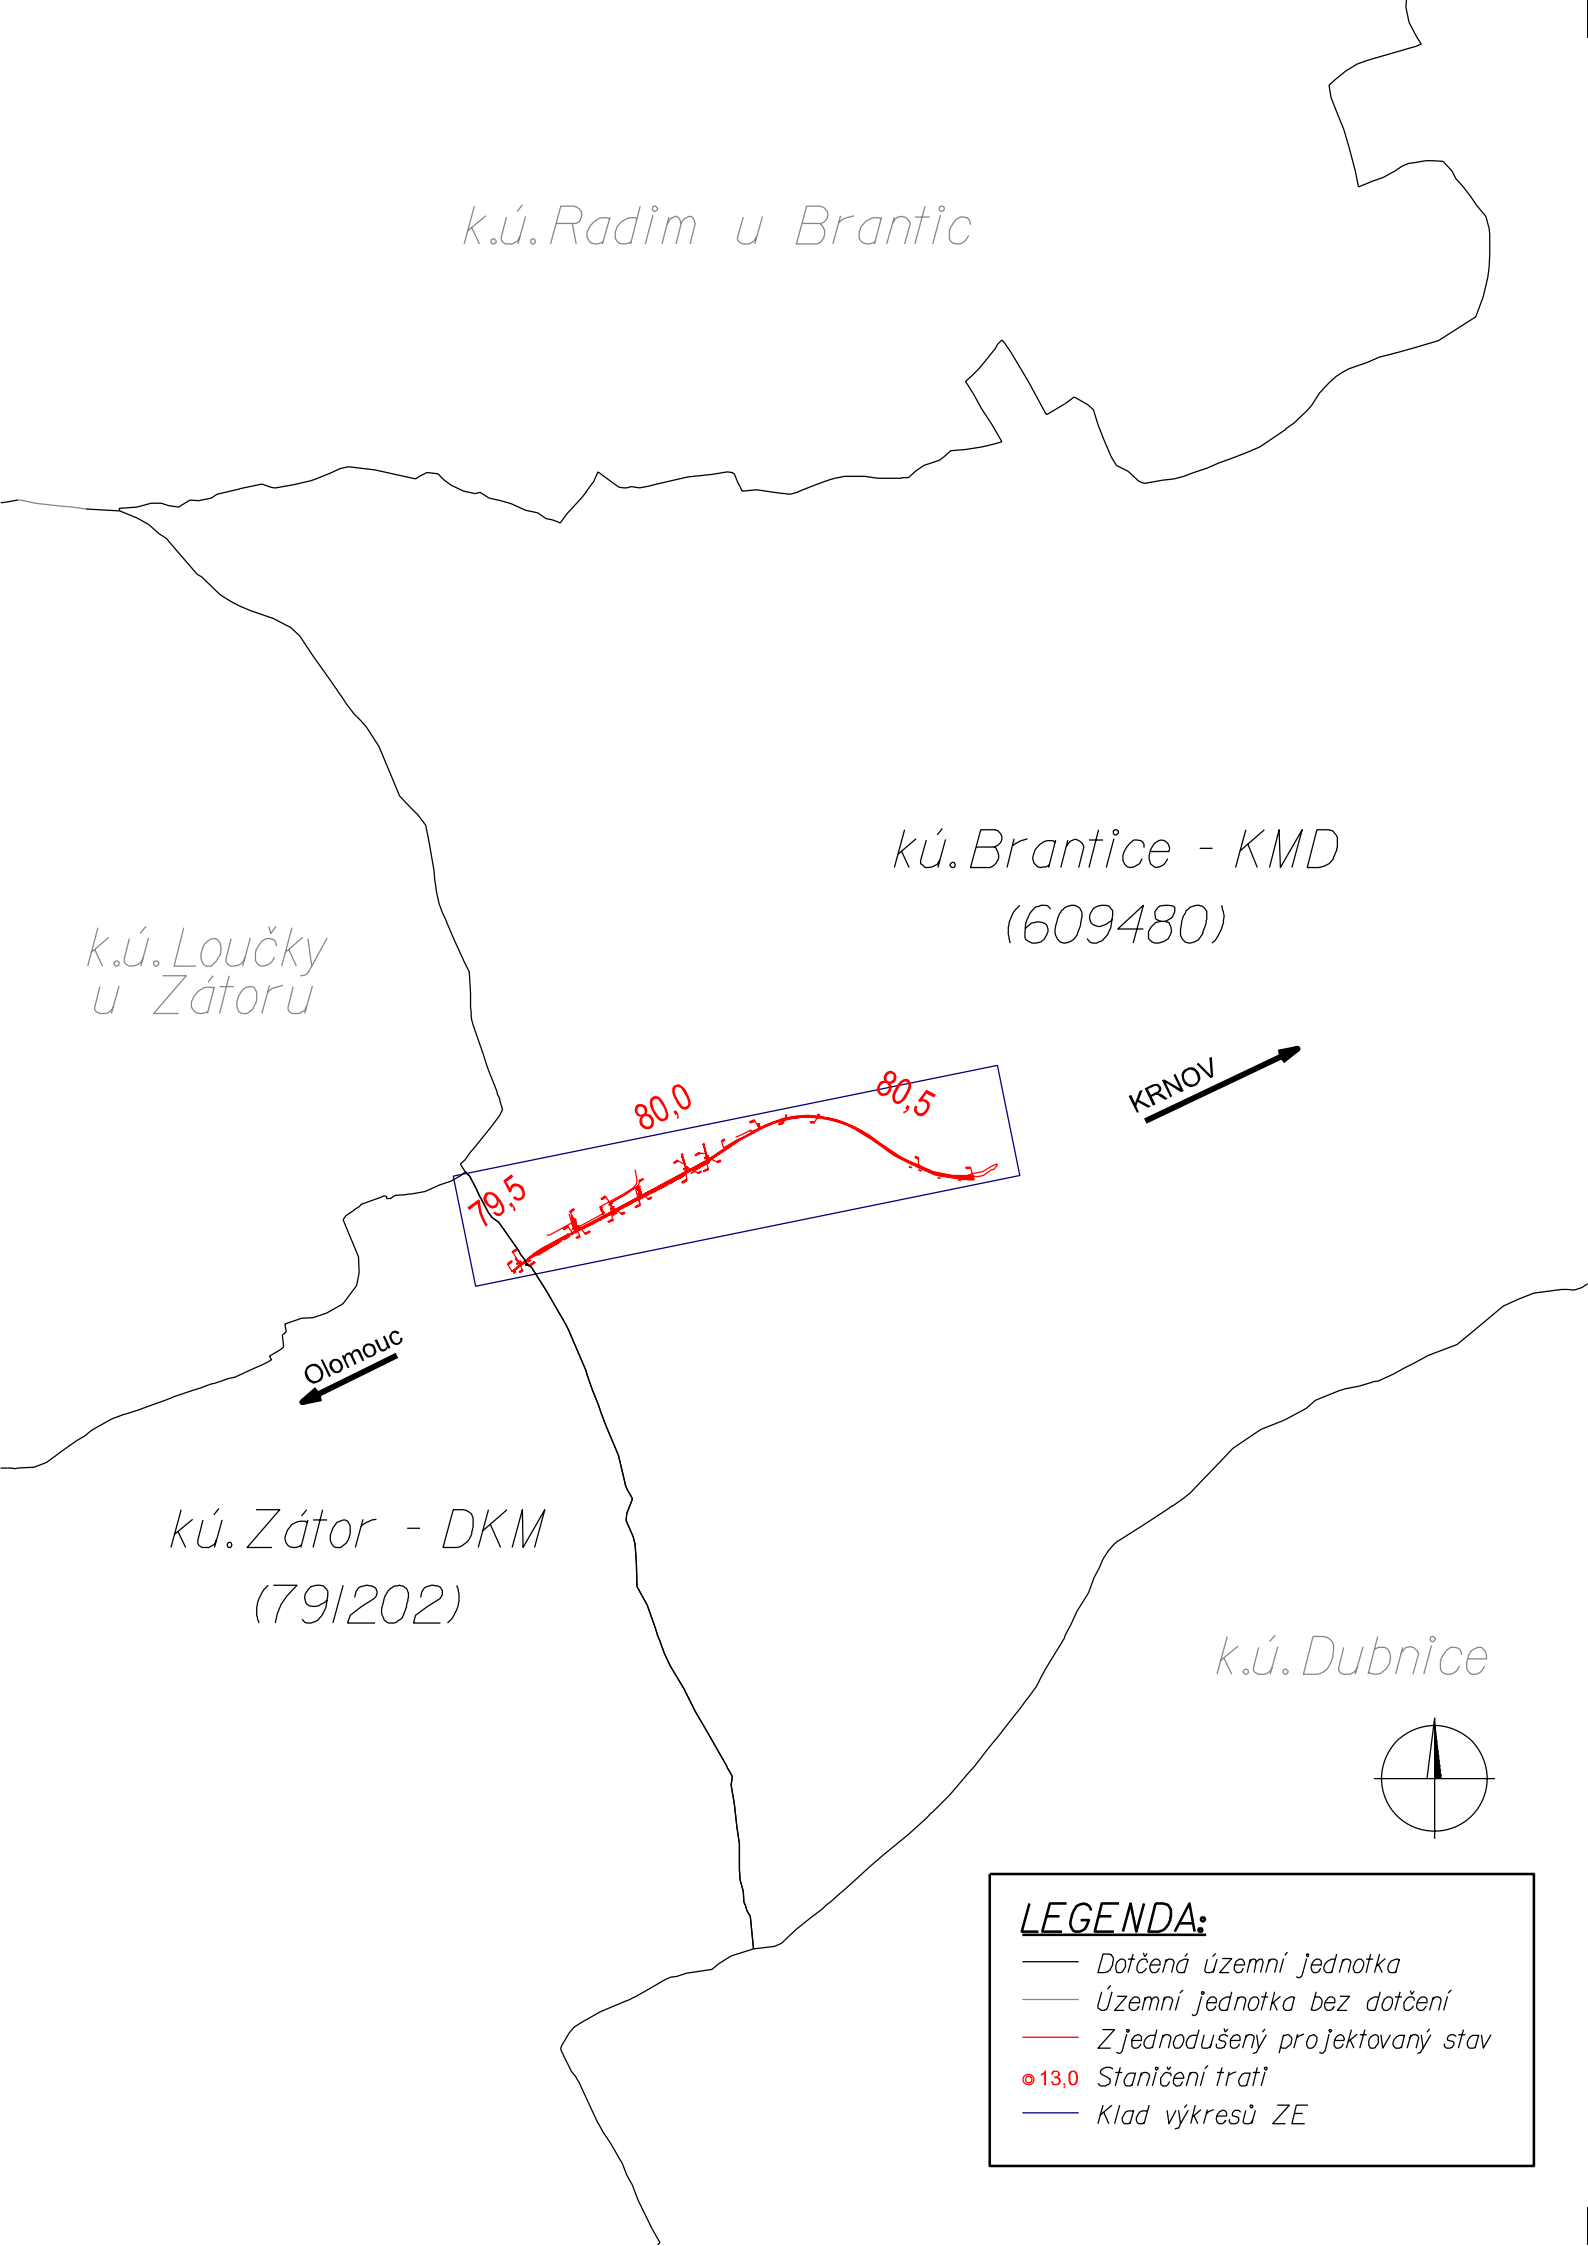 k.ú.Radim u Brantic
kú.Brantice - KMD
(609480)
k.ú.Loučky
u Zátoru
KRNOV
80,0
80,5
79,5
Olomouc
kú.Zátor - DKM
(791202)
k.ú.Dubnice
LEGENDA:
Dotčená územní jednotka
Územní jednotka bez dotčení
Zjednodušený projektovaný stav
13,0 Staničení trati
Klad výkresů ZE